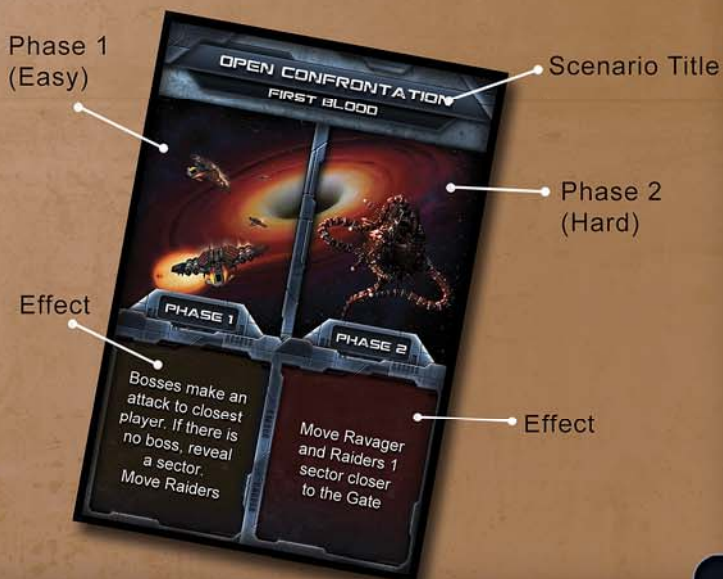 Phase 1
(Easy)
OPEN CONFRONTATION
FIRST BLOOD
Scenario Title
Phase 2
(Hard)
PHASE 1
PHASE 2
Effect
Bosses make an
attack to closest
player. If there is
no boss, reveal
a sector.
Move Raiders
Move Ravager
and Raiders 1
sector closer
to the Gate
Effect